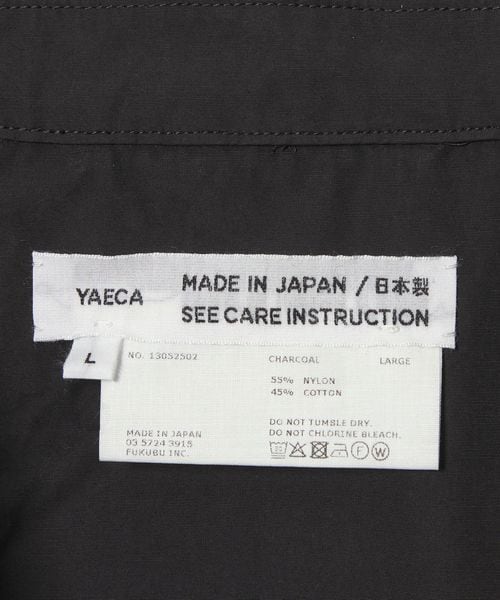 YAECA
MADE IN JAPAN / 日本製
SEE CARE INSTRUCTION
L
NO. 13052502 CHARCOAL LARGE
55% NYLON
45% COTTON
MADE IN JAPAN
03 5724 3915
FUKUBU INC.
DO NOT TUMBLE DRY.
DO NOT CHLORINE BLEACH.
F W